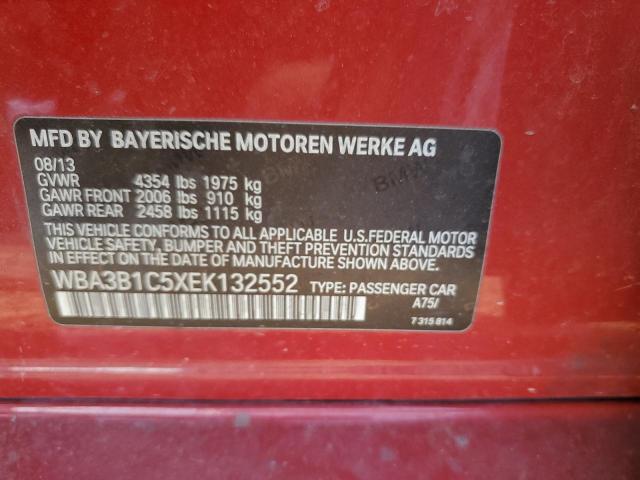 MFD BY BAYERISCHE MOTOREN WERKE AG
08/13
GVWR 4354 lbs 1975 kg
GAWR FRONT 2006 lbs 910 kg
GAWR REAR 2458 lbs 1115 kg
THIS VEHICLE CONFORMS TO ALL APPLICABLE U.S.FEDERAL MOTOR
VEHICLE SAFETY, BUMPER AND THEFT PREVENTION STANDARDS
IN EFFECT ON THE DATE OF MANUFACTURE SHOWN ABOVE.
WBA3B1C5XEK132552 TYPE: PASSENGER CAR
A75/
7 315 814